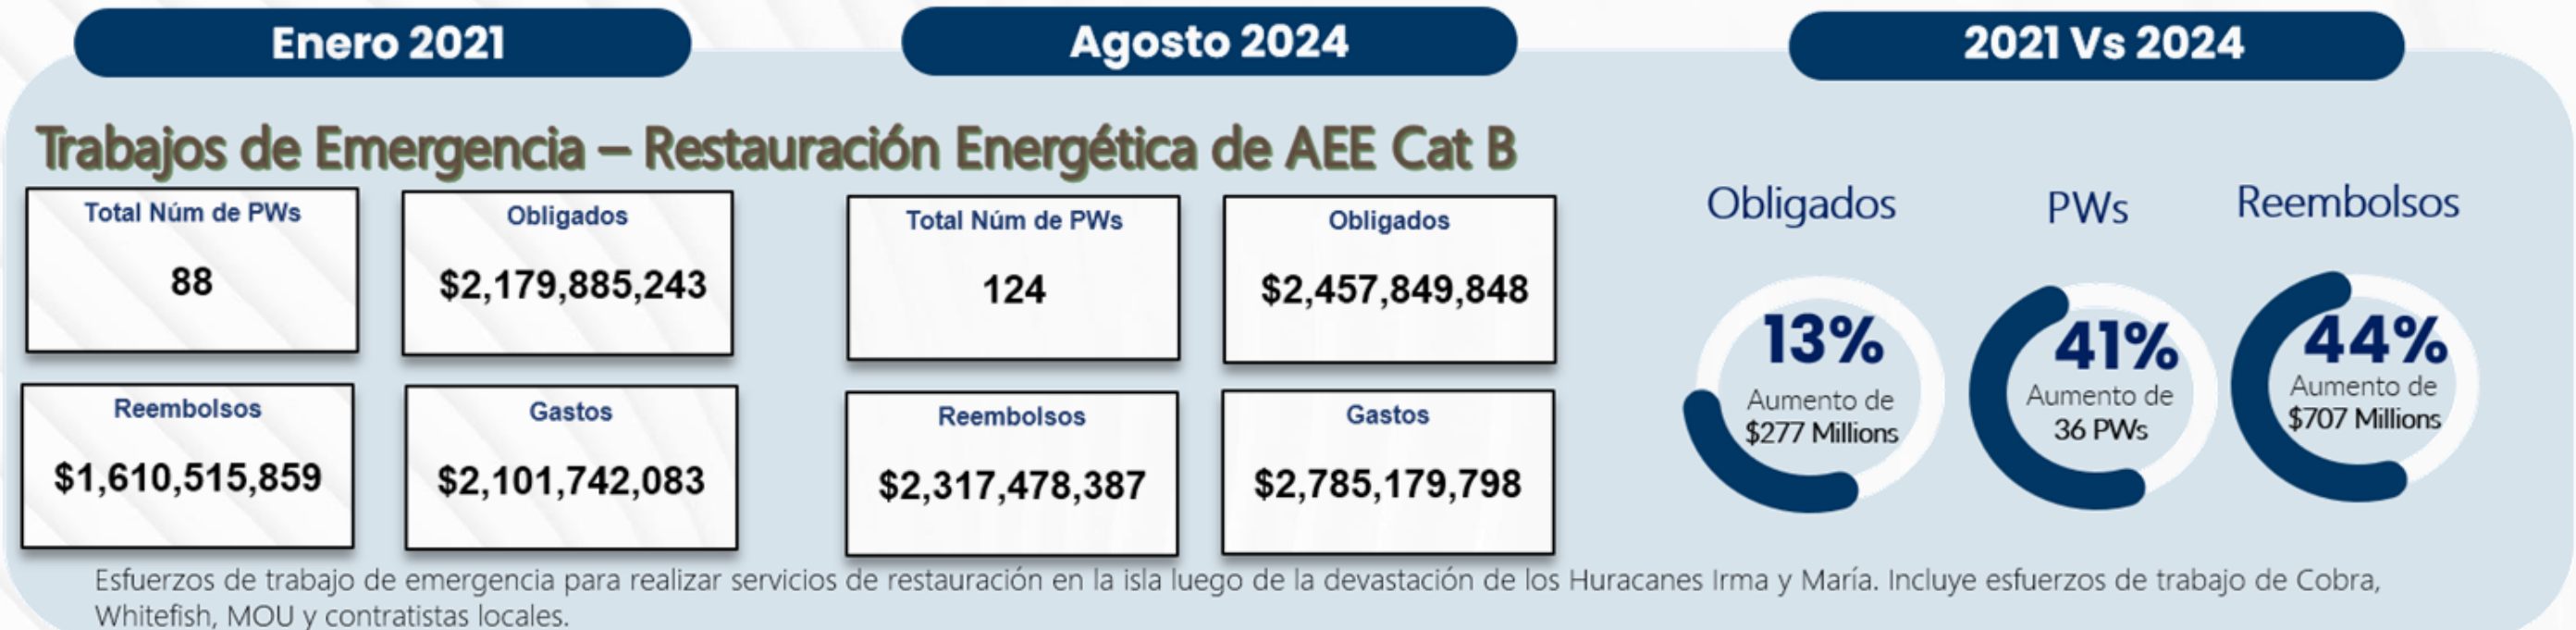 Enero 2021
Agosto 2024
2021 Vs 2024
Trabajos de Emergencia – Restauración Energética de AEE Cat B
Total Núm de PWs
88
Obligados
$2,179,885,243
Total Núm de PWs
124
Obligados
$2,457,849,848
Reembolsos
$1,610,515,859
Gastos
$2,101,742,083
Reembolsos
$2,317,478,387
Gastos
$2,785,179,798
Obligados
13%
Aumento de
$277 Millions
PWs
41%
Aumento de
36 PWs
Reembolsos
44%
Aumento de
$707 Millions
Esfuerzos de trabajo de emergencia para realizar servicios de restauración en la isla luego de la devastación de los Huracanes Irma y María. Incluye esfuerzos de trabajo de Cobra,
Whitefish, MOU y contratistas locales.